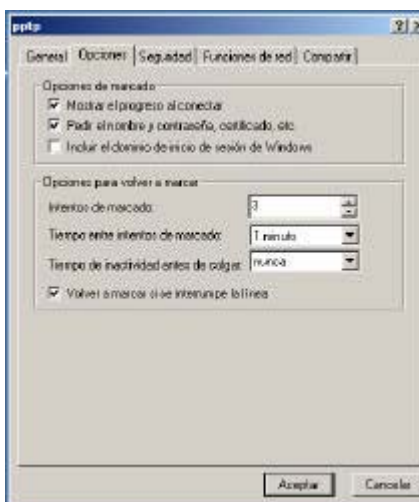 pptp
General Opciones Seguridad Funciones de red Compartir
Opciones de marcado
Mostrar el progreso al conectar
Pedir el nombre y contraseña, certificado, etc.
Incluir el dominio de inicio de sesión de Windows
Opciones para volver a marcar
Intentos de marcado: 3
Tiempo entre intentos de marcado: 1 minuto
Tiempo de inactividad antes de colgar: nunca
Volver a marcar si se interrumpe la línea
Aceptar Cancelar